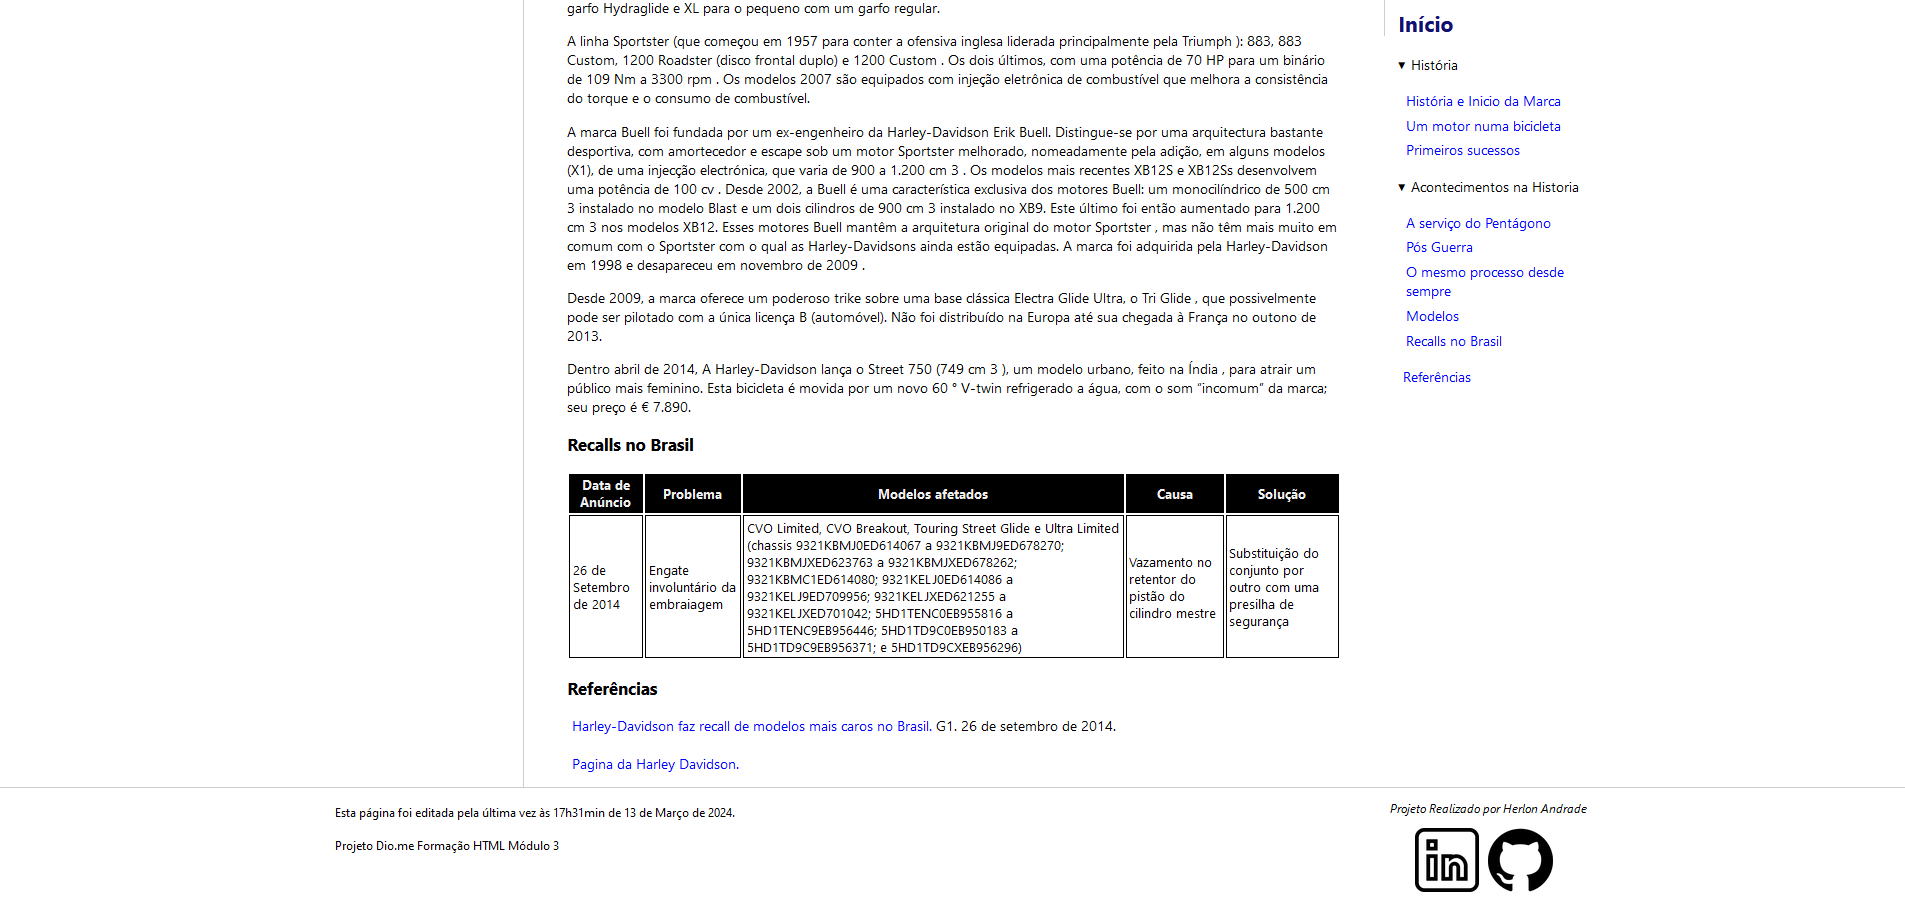 garfo Hydraglide e XL para o pequeno com um garfo regular.
A linha Sportster (que começou em 1957 para conter a ofensiva inglesa liderada principalmente pela Triumph ): 883, 883
Custom, 1200 Roadster (disco frontal duplo) e 1200 Custom . Os dois últimos, com uma potência de 70 HP para um binário
de 109 Nm a 3300 rpm . Os modelos 2007 são equipados com injeção eletrônica de combustível que melhora a consistência
do torque e o consumo de combustível.
A marca Buell foi fundada por um ex-engenheiro da Harley-Davidson Erik Buell. Distingue-se por uma arquitectura bastante
desportiva, com amortecedor e escape sob um motor Sportster melhorado, nomeadamente pela adição, em alguns modelos
(X1), de uma injecção electrónica, que varia de 900 a 1.200 cm 3 . Os modelos mais recentes XB12S e XB12Ss desenvolvem
uma potência de 100 cv . Desde 2002, a Buell é uma característica exclusiva dos motores Buell: um monocilíndrico de 500 cm
3 instalado no modelo Blast e um dois cilindros de 900 cm 3 instalado no XB9. Este último foi então aumentado para 1.200
cm 3 nos modelos XB12. Esses motores Buell mantêm a arquitetura original do motor Sportster , mas não têm mais muito em
comum com o Sportster com o qual as Harley-Davidsons ainda estão equipadas. A marca foi adquirida pela Harley-Davidson
em 1998 e desapareceu em novembro de 2009 .
Desde 2009, a marca oferece um poderoso trike sobre uma base clássica Electra Glide Ultra, o Tri Glide , que possivelmente
pode ser pilotado com a única licença B (automóvel). Não foi distribuído na Europa até sua chegada à França no outono de
2013.
Dentro abril de 2014, A Harley-Davidson lança o Street 750 (749 cm 3 ), um modelo urbano, feito na Índia , para atrair um
público mais feminino. Esta bicicleta é movida por um novo 60 ° V-twin refrigerado a água, com o som “incomum” da marca;
seu preço é € 7.890.
Recalls no Brasil
Data de
Anúncio
Problema
Modelos afetados
Causa
Solução
26 de
Setembro
de 2014
Engate
involuntário da
embraiagem
CVO Limited, CVO Breakout, Touring Street Glide e Ultra Limited
(chassis 9321KBMJ0ED614067 a 9321KBMJ9ED678270;
9321KBMJXED623763 a 9321KBMJXED678262;
9321KBMC1ED614080; 9321KELJ0ED614086 a
9321KELJ9ED709956; 9321KELJXED621255 a
9321KELJXED701042; 5HD1TENC0EB955816 a
5HD1TENC9EB956446; 5HD1TD9C0EB950183 a
5HD1TD9C9EB956371; e 5HD1TD9CXEB956296)
Vazamento no
retentor do
pistão do
cilindro mestre
Substituição do
conjunto por
outro com uma
presilha de
segurança
Referências
Harley-Davidson faz recall de modelos mais caros no Brasil. G1. 26 de setembro de 2014.
Pagina da Harley Davidson.
Início
▾ História
História e Inicio da Marca
Um motor numa bicicleta
Primeiros sucessos
▾ Acontecimentos na Historia
A serviço do Pentágono
Pós Guerra
O mesmo processo desde
sempre
Modelos
Recalls no Brasil
Referências
Esta página foi editada pela última vez às 17h31min de 13 de Março de 2024.
Projeto Dio.me Formação HTML Módulo 3
Projeto Realizado por Herlon Andrade
in